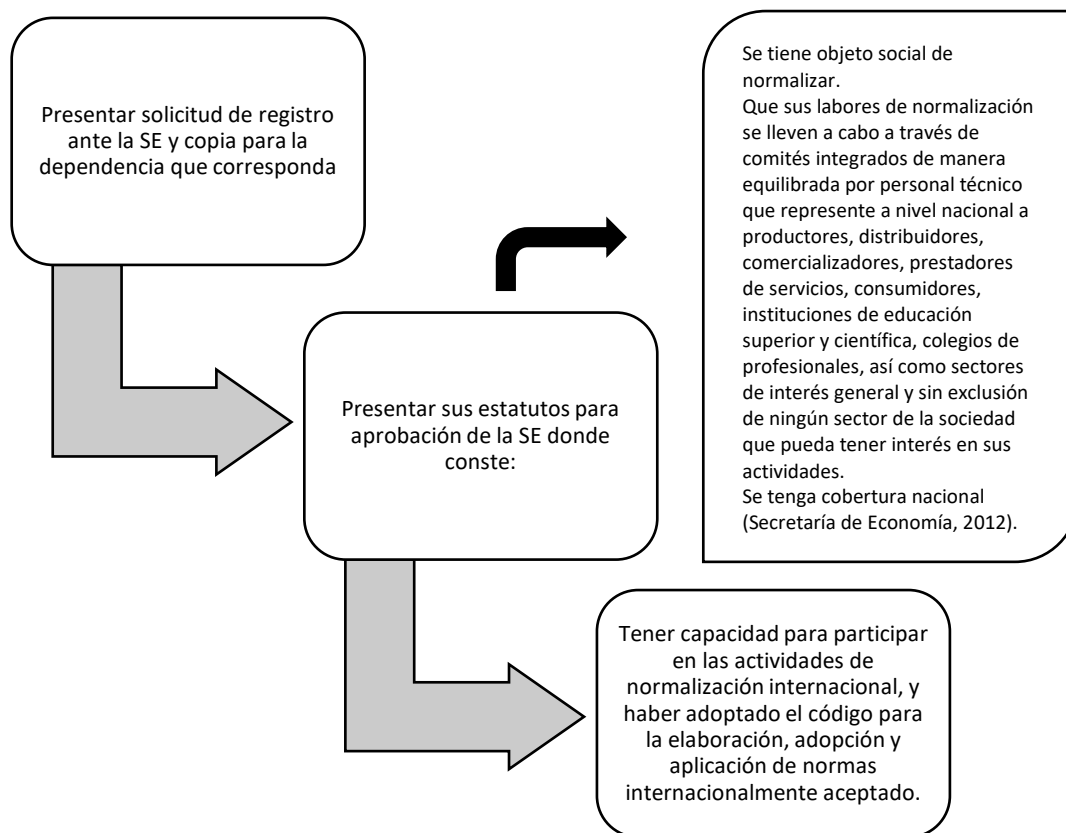 Presentar solicitud de registro
ante la SE y copia para la
dependencia que corresponda
Presentar sus estatutos para
aprobación de la SE donde
conste:
Se tiene objeto social de
normalizar.
Que sus labores de normalización
se lleven a cabo a través de
comités integrados de manera
equilibrada por personal técnico
que represente a nivel nacional a
productores, distribuidores,
comercializadores, prestadores
de servicios, consumidores,
instituciones de educación
superior y científica, colegios de
profesionales, así como sectores
de interés general y sin exclusión
de ningún sector de la sociedad
que pueda tener interés en sus
actividades.
Se tenga cobertura nacional
(Secretaría de Economía, 2012).
Tener capacidad para participar
en las actividades de
normalización internacional, y
haber adoptado el código para
la elaboración, adopción y
aplicación de normas
internacionalmente aceptado.